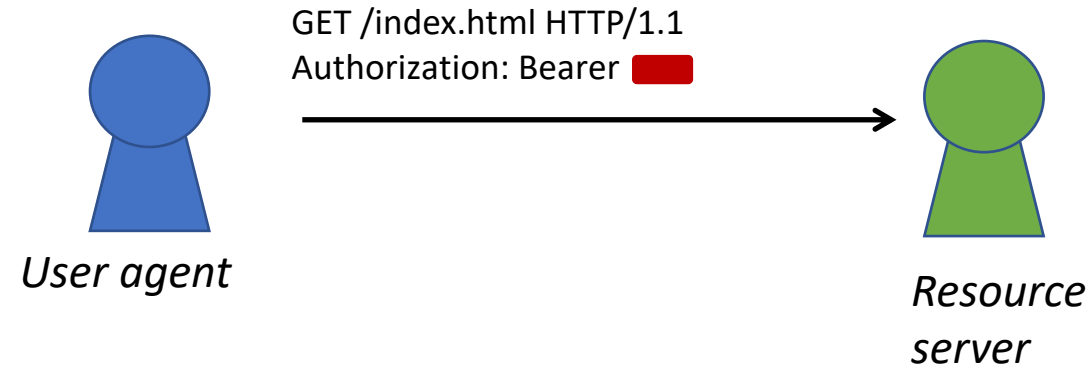 GET /index.html HTTP/1.1
Authorization: Bearer
User agent
Resource
server